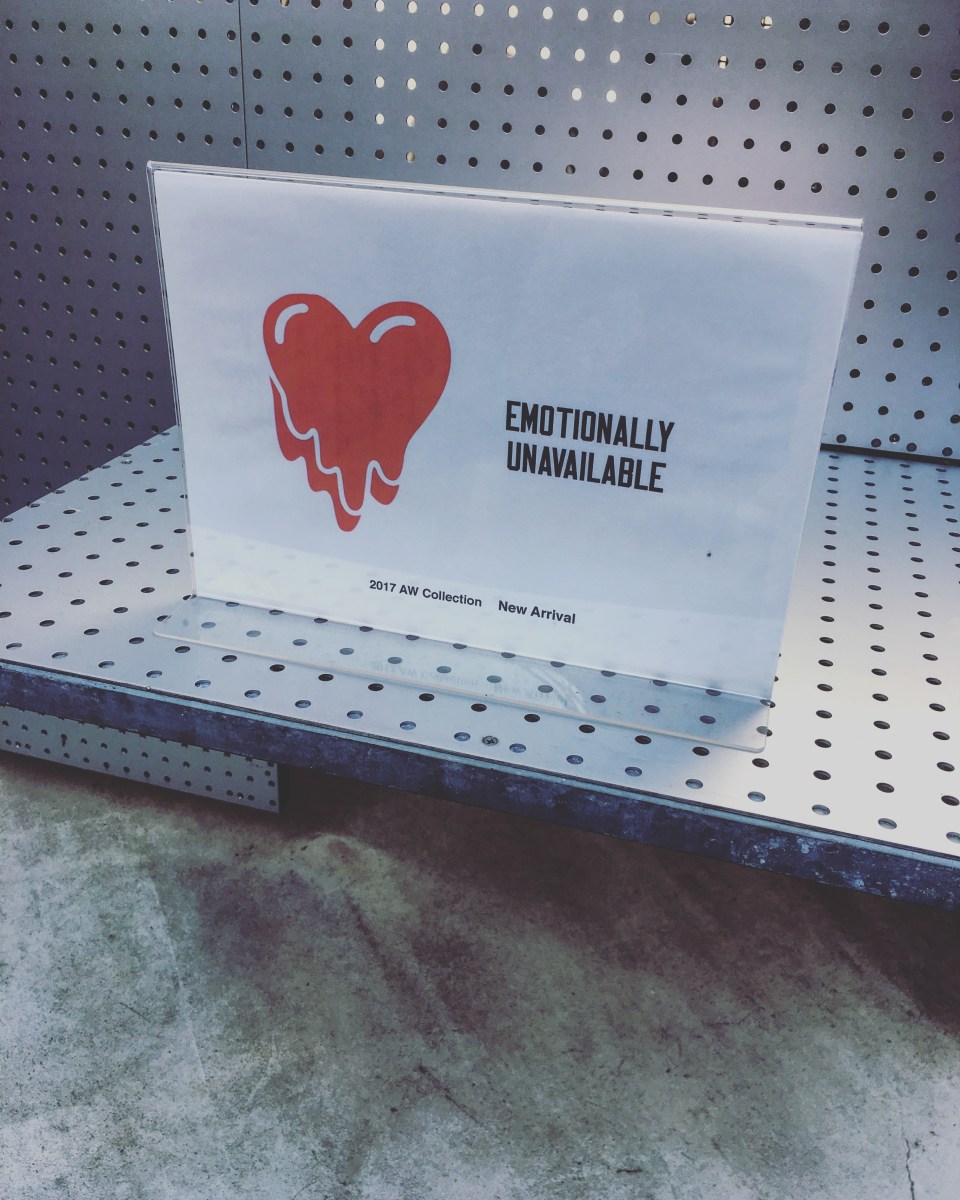 EMOTIONALLY
UNAVAILABLE
2017 AW Collection New Arrival